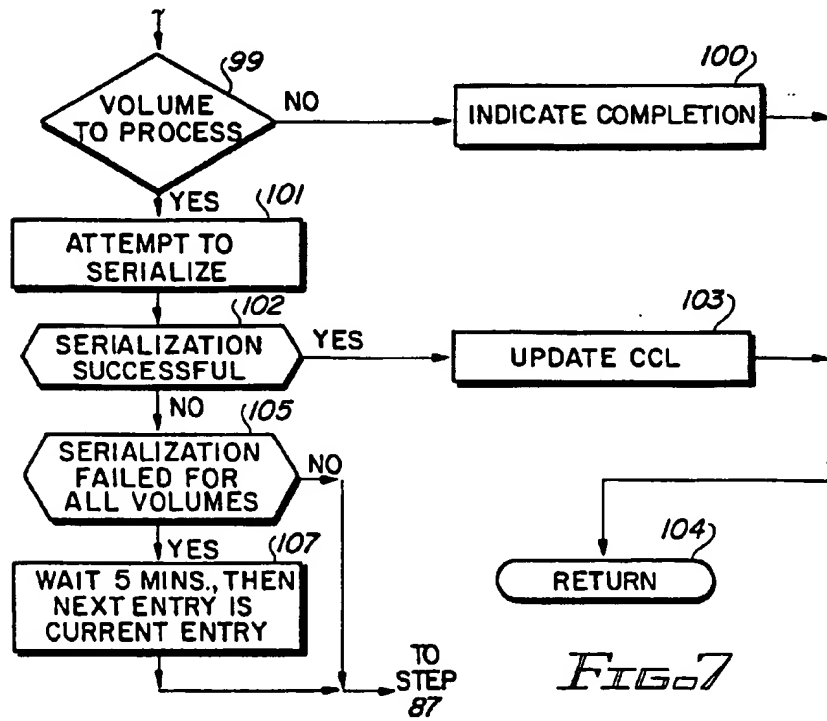 99
VOLUME
TO PROCESS
NO
100
INDICATE COMPLETION
YES
101
ATTEMPT TO
SERIALIZE
102
SERIALIZATION
SUCCESSFUL
YES
103
UPDATE CCL
NO
105
SERIALIZATION
FAILED FOR
ALL VOLUMES
NO
YES
107
WAIT 5 MINS., THEN
NEXT ENTRY IS
CURRENT ENTRY
104
RETURN
TO
STEP
87
FIG. 7